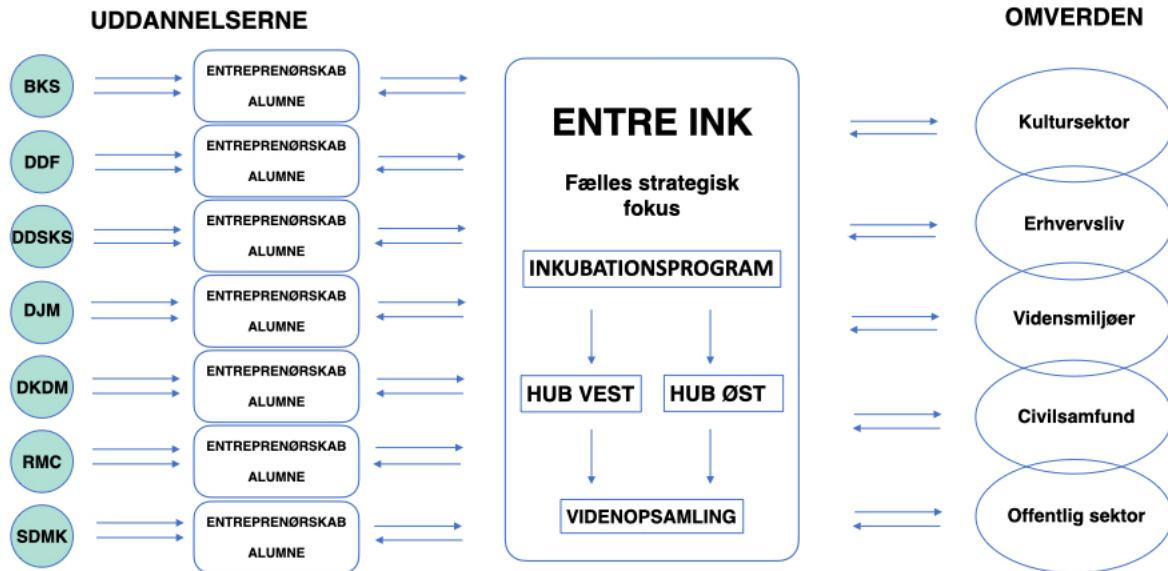 UDDANNELSERNE
BKS
ENTREPRENØRSKAB
ALUMNE
DDF
ENTREPRENØRSKAB
ALUMNE
DDSKS
ENTREPRENØRSKAB
ALUMNE
DJM
ENTREPRENØRSKAB
ALUMNE
DKDM
ENTREPRENØRSKAB
ALUMNE
RMC
ENTREPRENØRSKAB
ALUMNE
SDMK
ENTREPRENØRSKAB
ALUMNE
ENTRE INK
Fælles strategisk
fokus
INKUBATIONSPROGRAM
HUB VEST
HUB ØST
VIDENOPSAMLING
OMVERDEN
Kultursektor
Erhvervsliv
Vidensmiljøer
Civilsamfund
Offentlig sektor